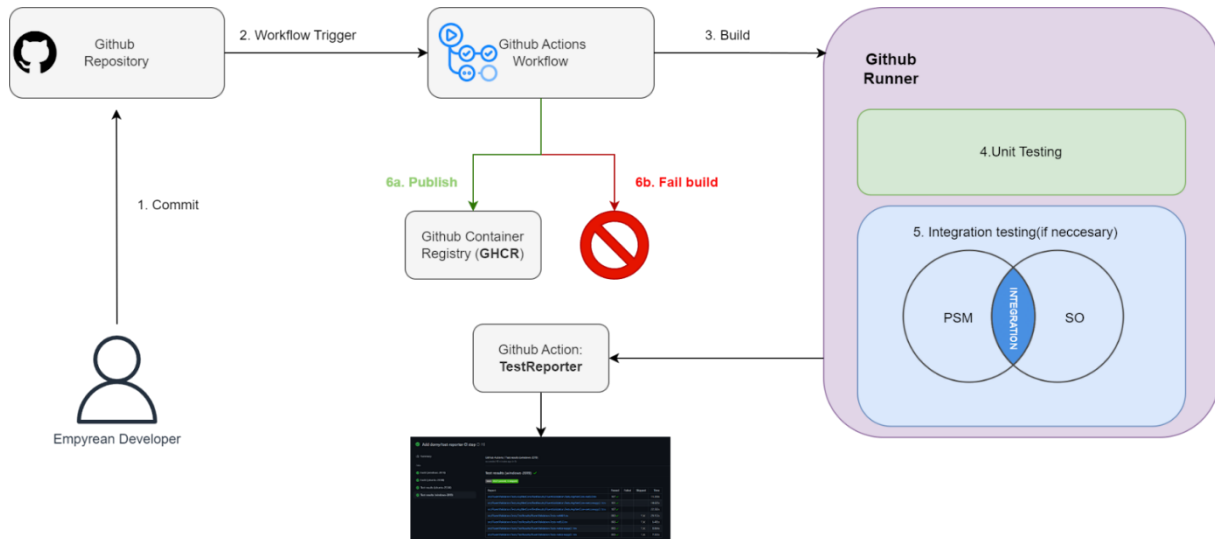 Github
Repository
2. Workflow Trigger
Github Actions
Workflow
3. Build
Github
Runner
4.Unit Testing
1. Commit
6a. Publish
6b. Fail build
Github Container
Registry (GHCR)
5. Integration testing(if neccesary)
PSM
INTEGRATION
SO
Github Action:
TestReporter
Empyrean Developer